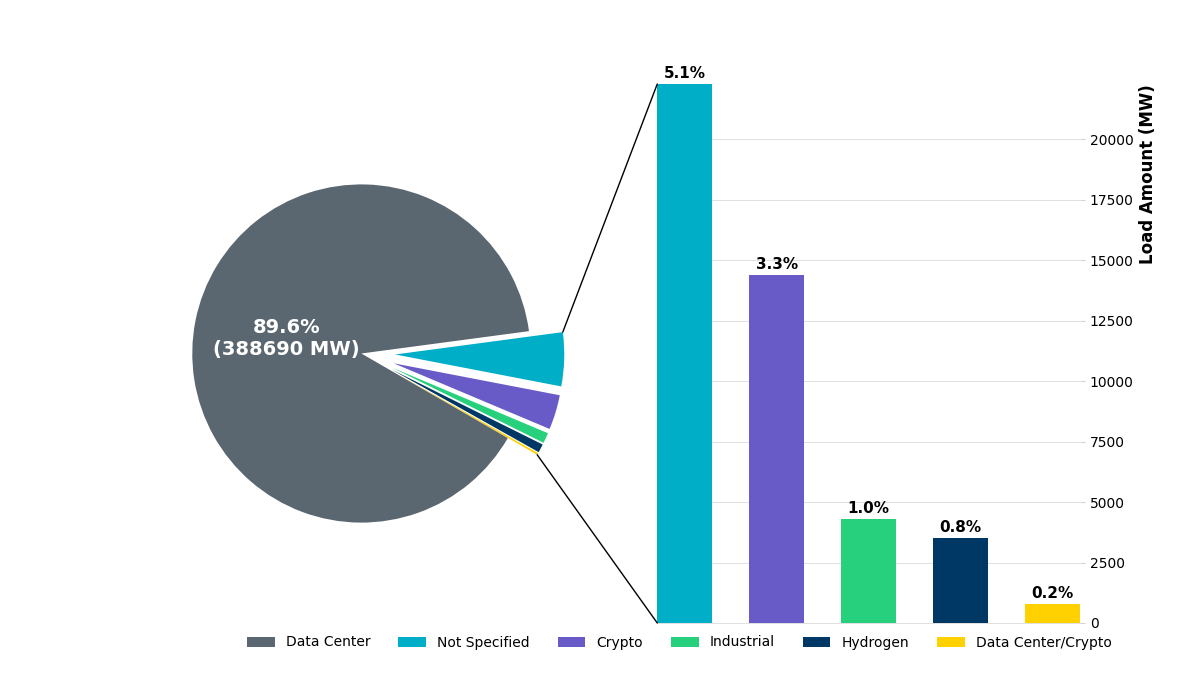 5.1%
Load Amount (MW)
20000
17500
15000
3.3%
12500
89.6%
(388690 MW)
10000
7500
5000
1.0%
0.8%
2500
0.2%
0
Data Center
Not Specified
Crypto
Industrial
Hydrogen
Data Center/Crypto